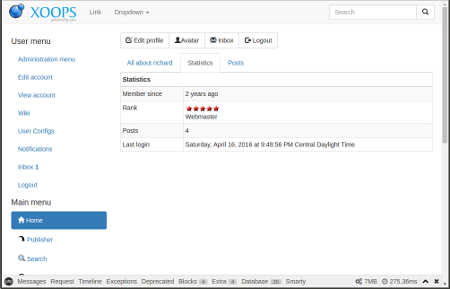 XOOPS
powered by you!
Link
Dropdown
Search
User menu
Administration menu
Edit account
View account
Wiki
User Configs
Notifications
Inbox 1
Logout
Main menu
Home
Publisher
Search
Edit profile
Avatar
Inbox
Logout
All about richard
Statistics
Posts
Statistics
Member since 2 years ago
Rank
Webmaster
Posts 4
Last login Saturday, April 16, 2016 at 9:48:56 PM Central Daylight Time
Messages Request Timeline Exceptions Deprecated Blocks 4 Extra 4 Database 20 Smarty 7MB 275.36ms